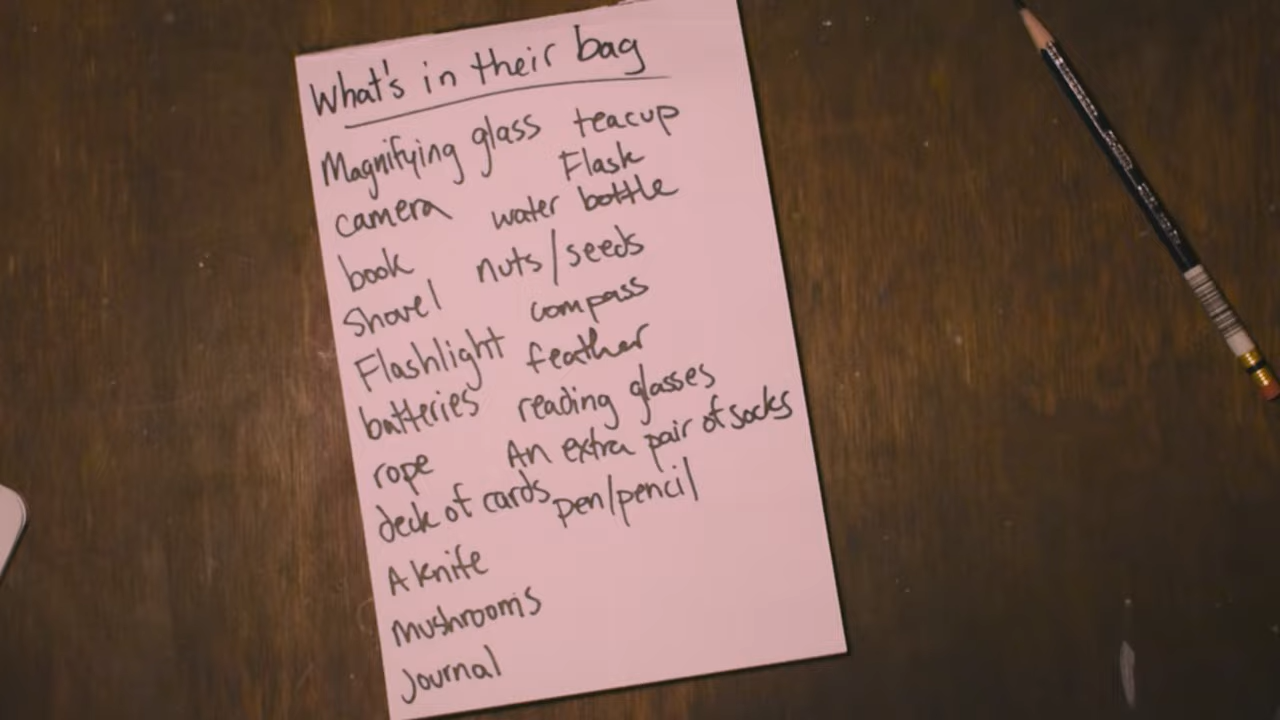 What's in their bag
Magnifying glass teacup
Flask
camera water bottle
book nuts/seeds
Shovel compass
Flashlight feather
batteries reading glasses
rope An extra pair of socks
deck of cards pen/pencil
A knife
mushrooms
Journal